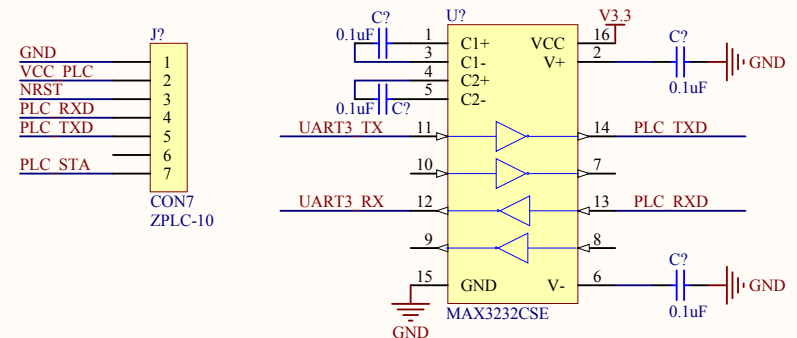 J?
GND 1
VCC_PLC 2
NRST 3
PLC_RXD 4
PLC_TXD 5
6
PLC_STA 7
CON7
ZPLC-10
U?
V3.3
C?
0.1uF
1 C1+ VCC 16
3 C1- V+ 2
4 C2+
5 C2-
0.1uF C?
C?
GND
0.1uF
UART3_TX 11 14 PLC_TXD
10 7
UART3_RX 12 13 PLC_RXD
9 8
15 GND V- 6
GND
MAX3232CSE
C?
GND
0.1uF